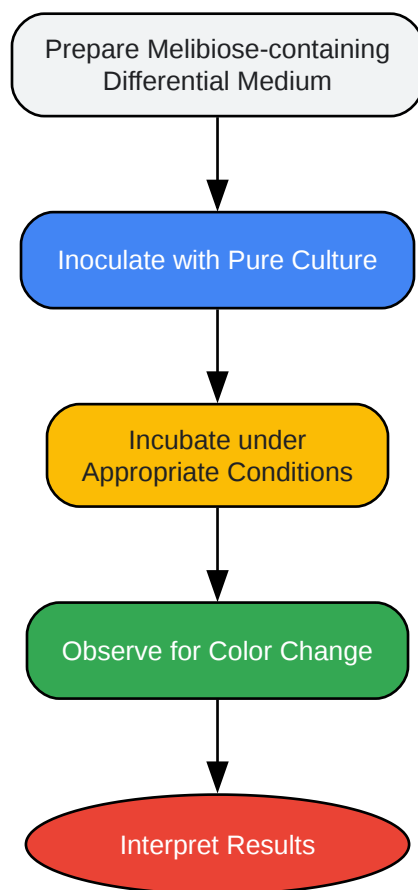 Prepare Melibiose-containing
Differential Medium
Inoculate with Pure Culture
Incubate under
Appropriate Conditions
Observe for Color Change
Interpret Results